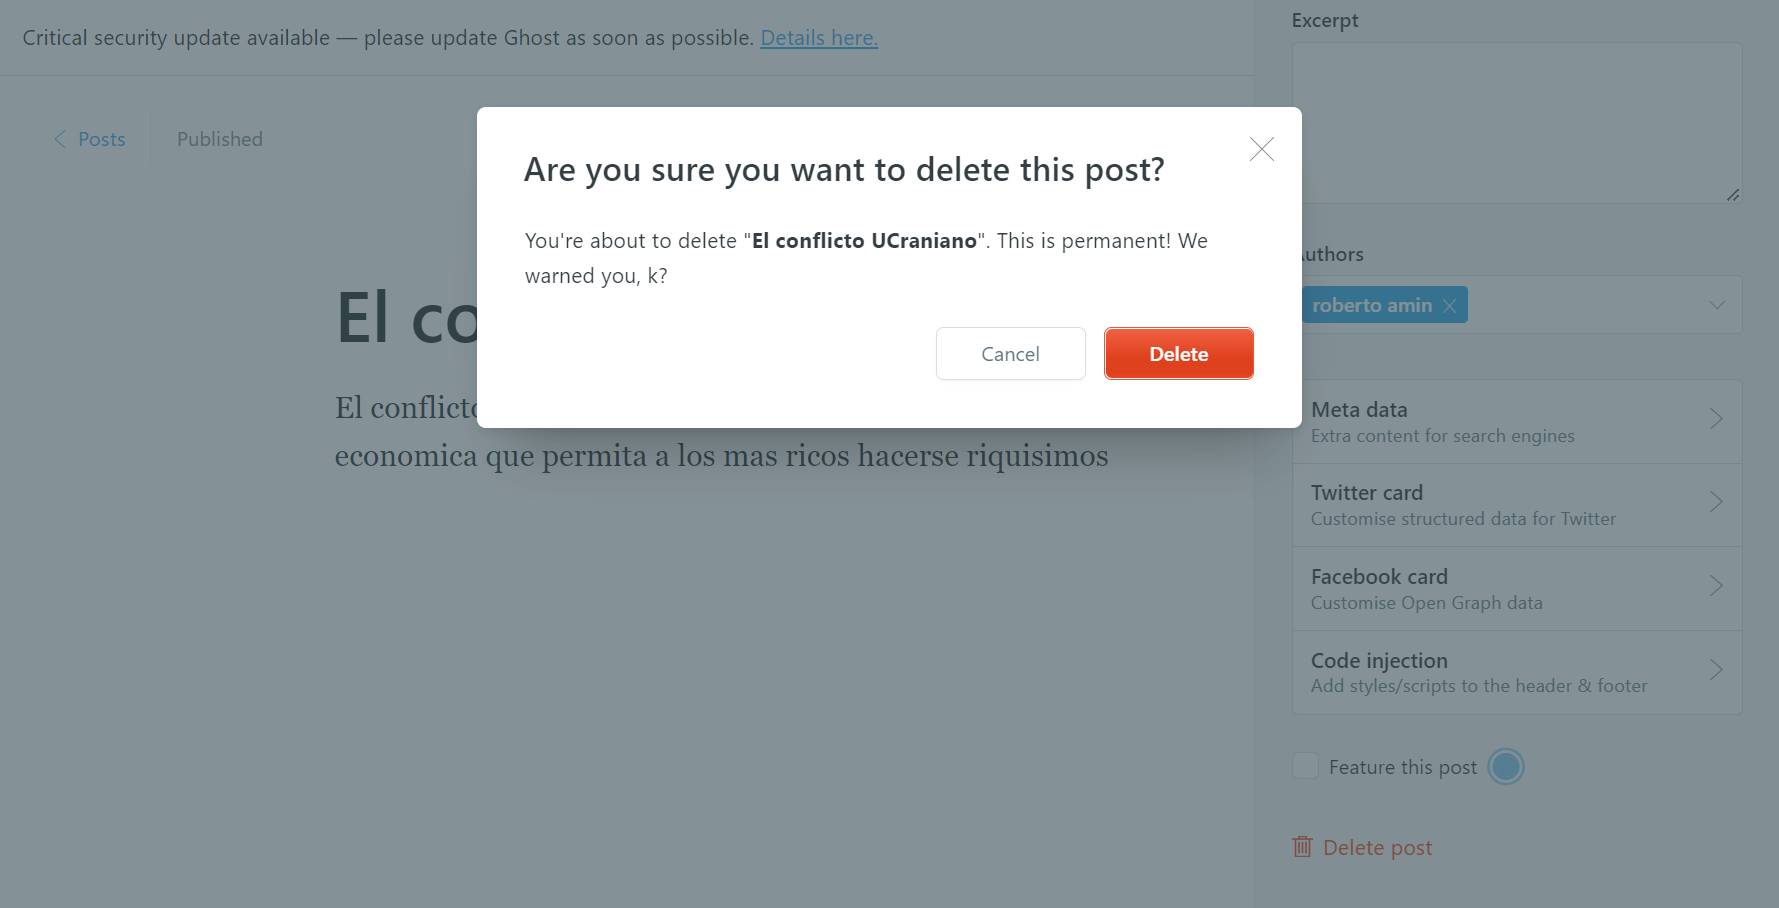 Critical security update available — please update Ghost as soon as possible. Details here.
Posts
Published
Are you sure you want to delete this post?
You're about to delete "El conflicto UCraniano". This is permanent! We
warned you, k?
Cancel
Delete
El co
El conflicto
economica que permita a los mas ricos hacerse riquisimos
Excerpt
Authors
roberto amin
Meta data
Extra content for search engines
Twitter card
Customise structured data for Twitter
Facebook card
Customise Open Graph data
Code injection
Add styles/scripts to the header & footer
Feature this post
Delete post